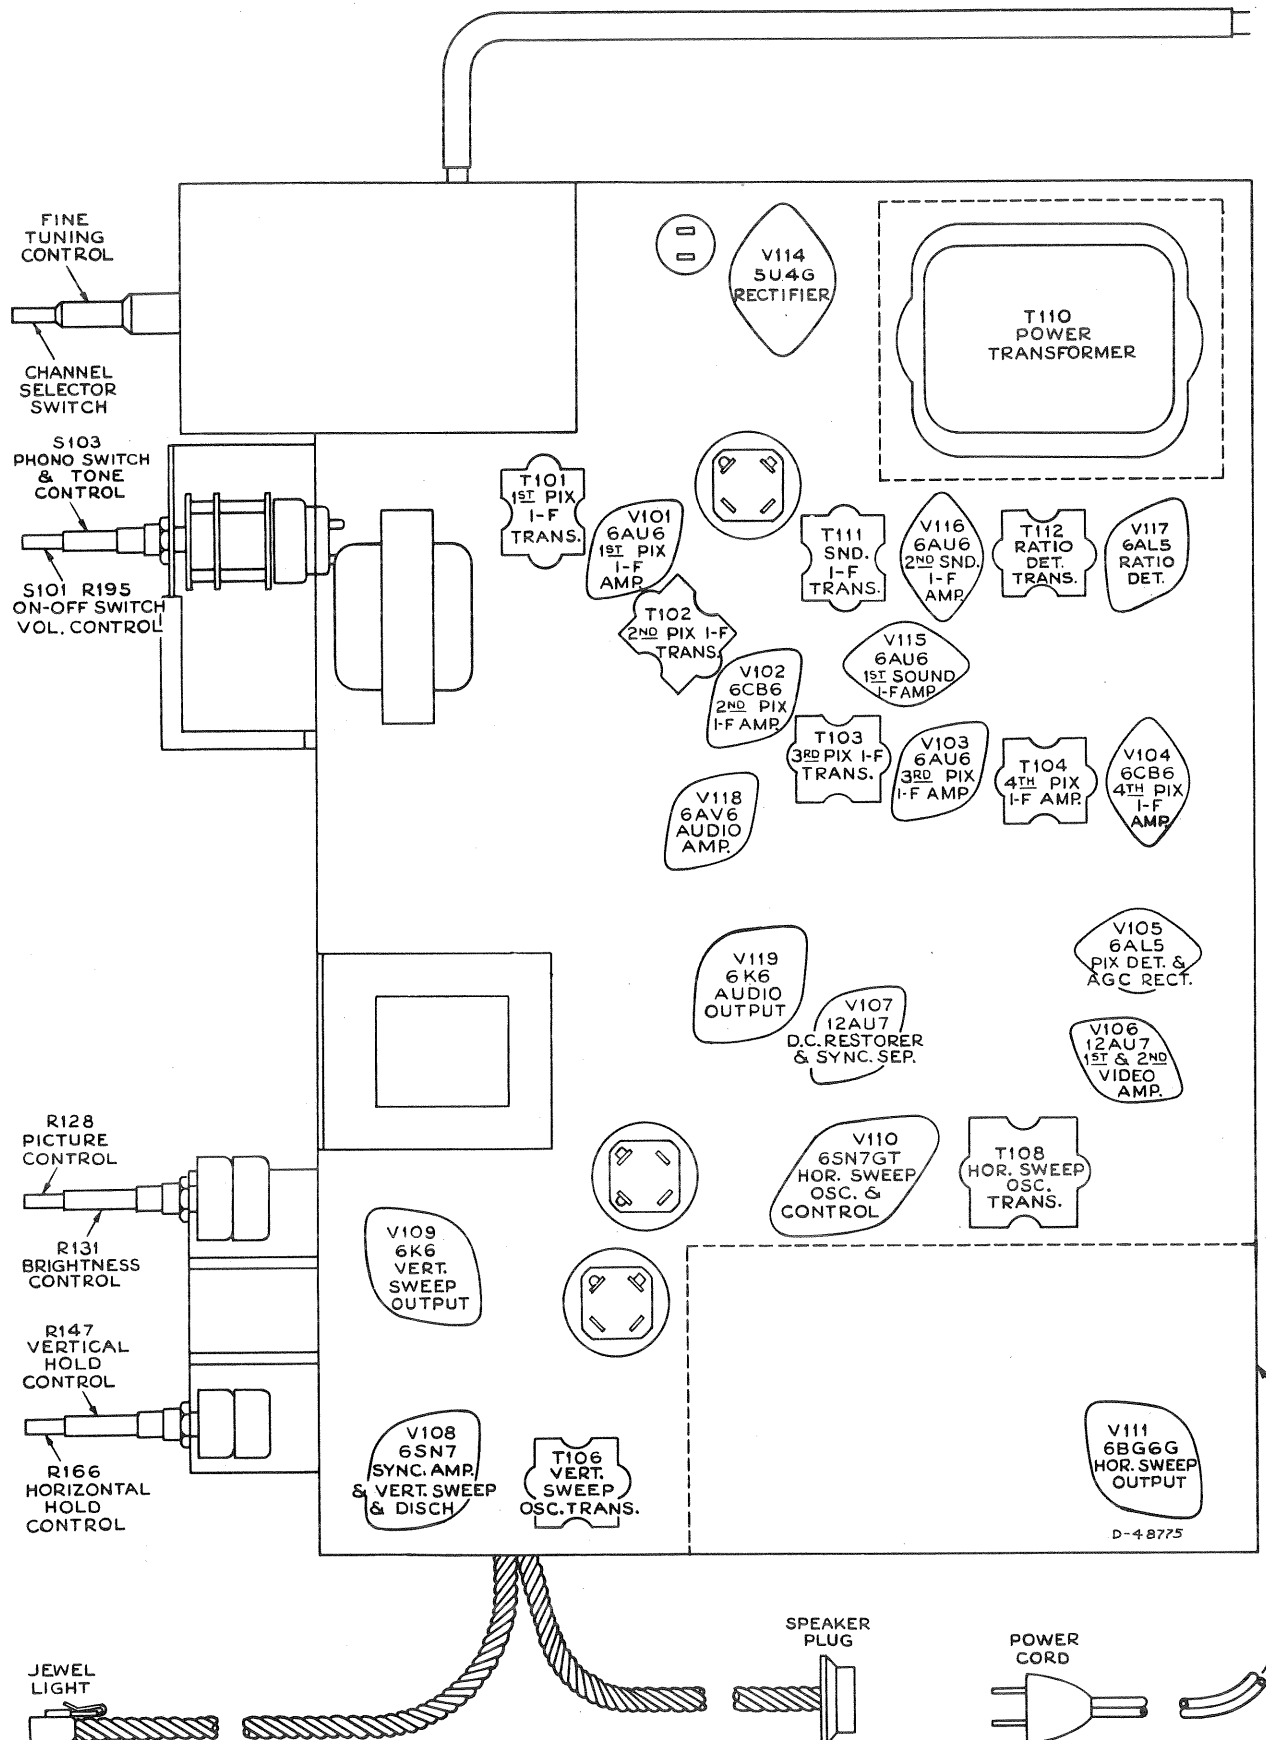 FINE
TUNING
CONTROL
CHANNEL
SELECTOR
SWITCH
S103
PHONO SWITCH
& TONE
CONTROL
S101 R195
ON-OFF SWITCH
VOL. CONTROL
V114
5U4G
RECTIFIER
T110
POWER
TRANSFORMER
T101
1ST PIX
I-F
TRANS.
V101
6AU6
1ST PIX
I-F
AMP.
T102
2ND PIX I-F
TRANS.
V102
6CB6
2ND PIX
I-F AMP.
T111
SND.
I-F
TRANS.
V116
6AU6
2ND SND.
I-F
AMP.
T112
RATIO
DET.
TRANS.
V117
6AL5
RATIO
DET.
V115
6AU6
1ST SOUND
I-F AMP.
T103
3RD PIX I-F
TRANS.
V103
6AU6
3RD PIX
I-F AMP.
T104
4TH PIX
I-F AMP.
V104
6CB6
4TH PIX
I-F
AMP.
V118
6AV6
AUDIO
AMP.
V105
6AL5
PIX DET. &
AGC RECT.
V119
6K6
AUDIO
OUTPUT
V107
12AU7
D.C. RESTORER
& SYNC. SEP.
V106
12AU7
1ST & 2ND
VIDEO
AMP.
V110
6SN7GT
HOR. SWEEP
OSC. &
CONTROL
T108
HOR. SWEEP
OSC.
TRANS.
R128
PICTURE
CONTROL
R131
BRIGHTNESS
CONTROL
V109
6K6
VERT.
SWEEP
OUTPUT
R147
VERTICAL
HOLD
CONTROL
R166
HORIZONTAL
HOLD
CONTROL
V108
6SN7
SYNC. AMP.
& VERT. SWEEP
& DISCH
T106
VERT.
SWEEP
OSC. TRANS.
V111
6BG6G
HOR. SWEEP
OUTPUT
D-48775
SPEAKER
PLUG
POWER
CORD
JEWEL
LIGHT